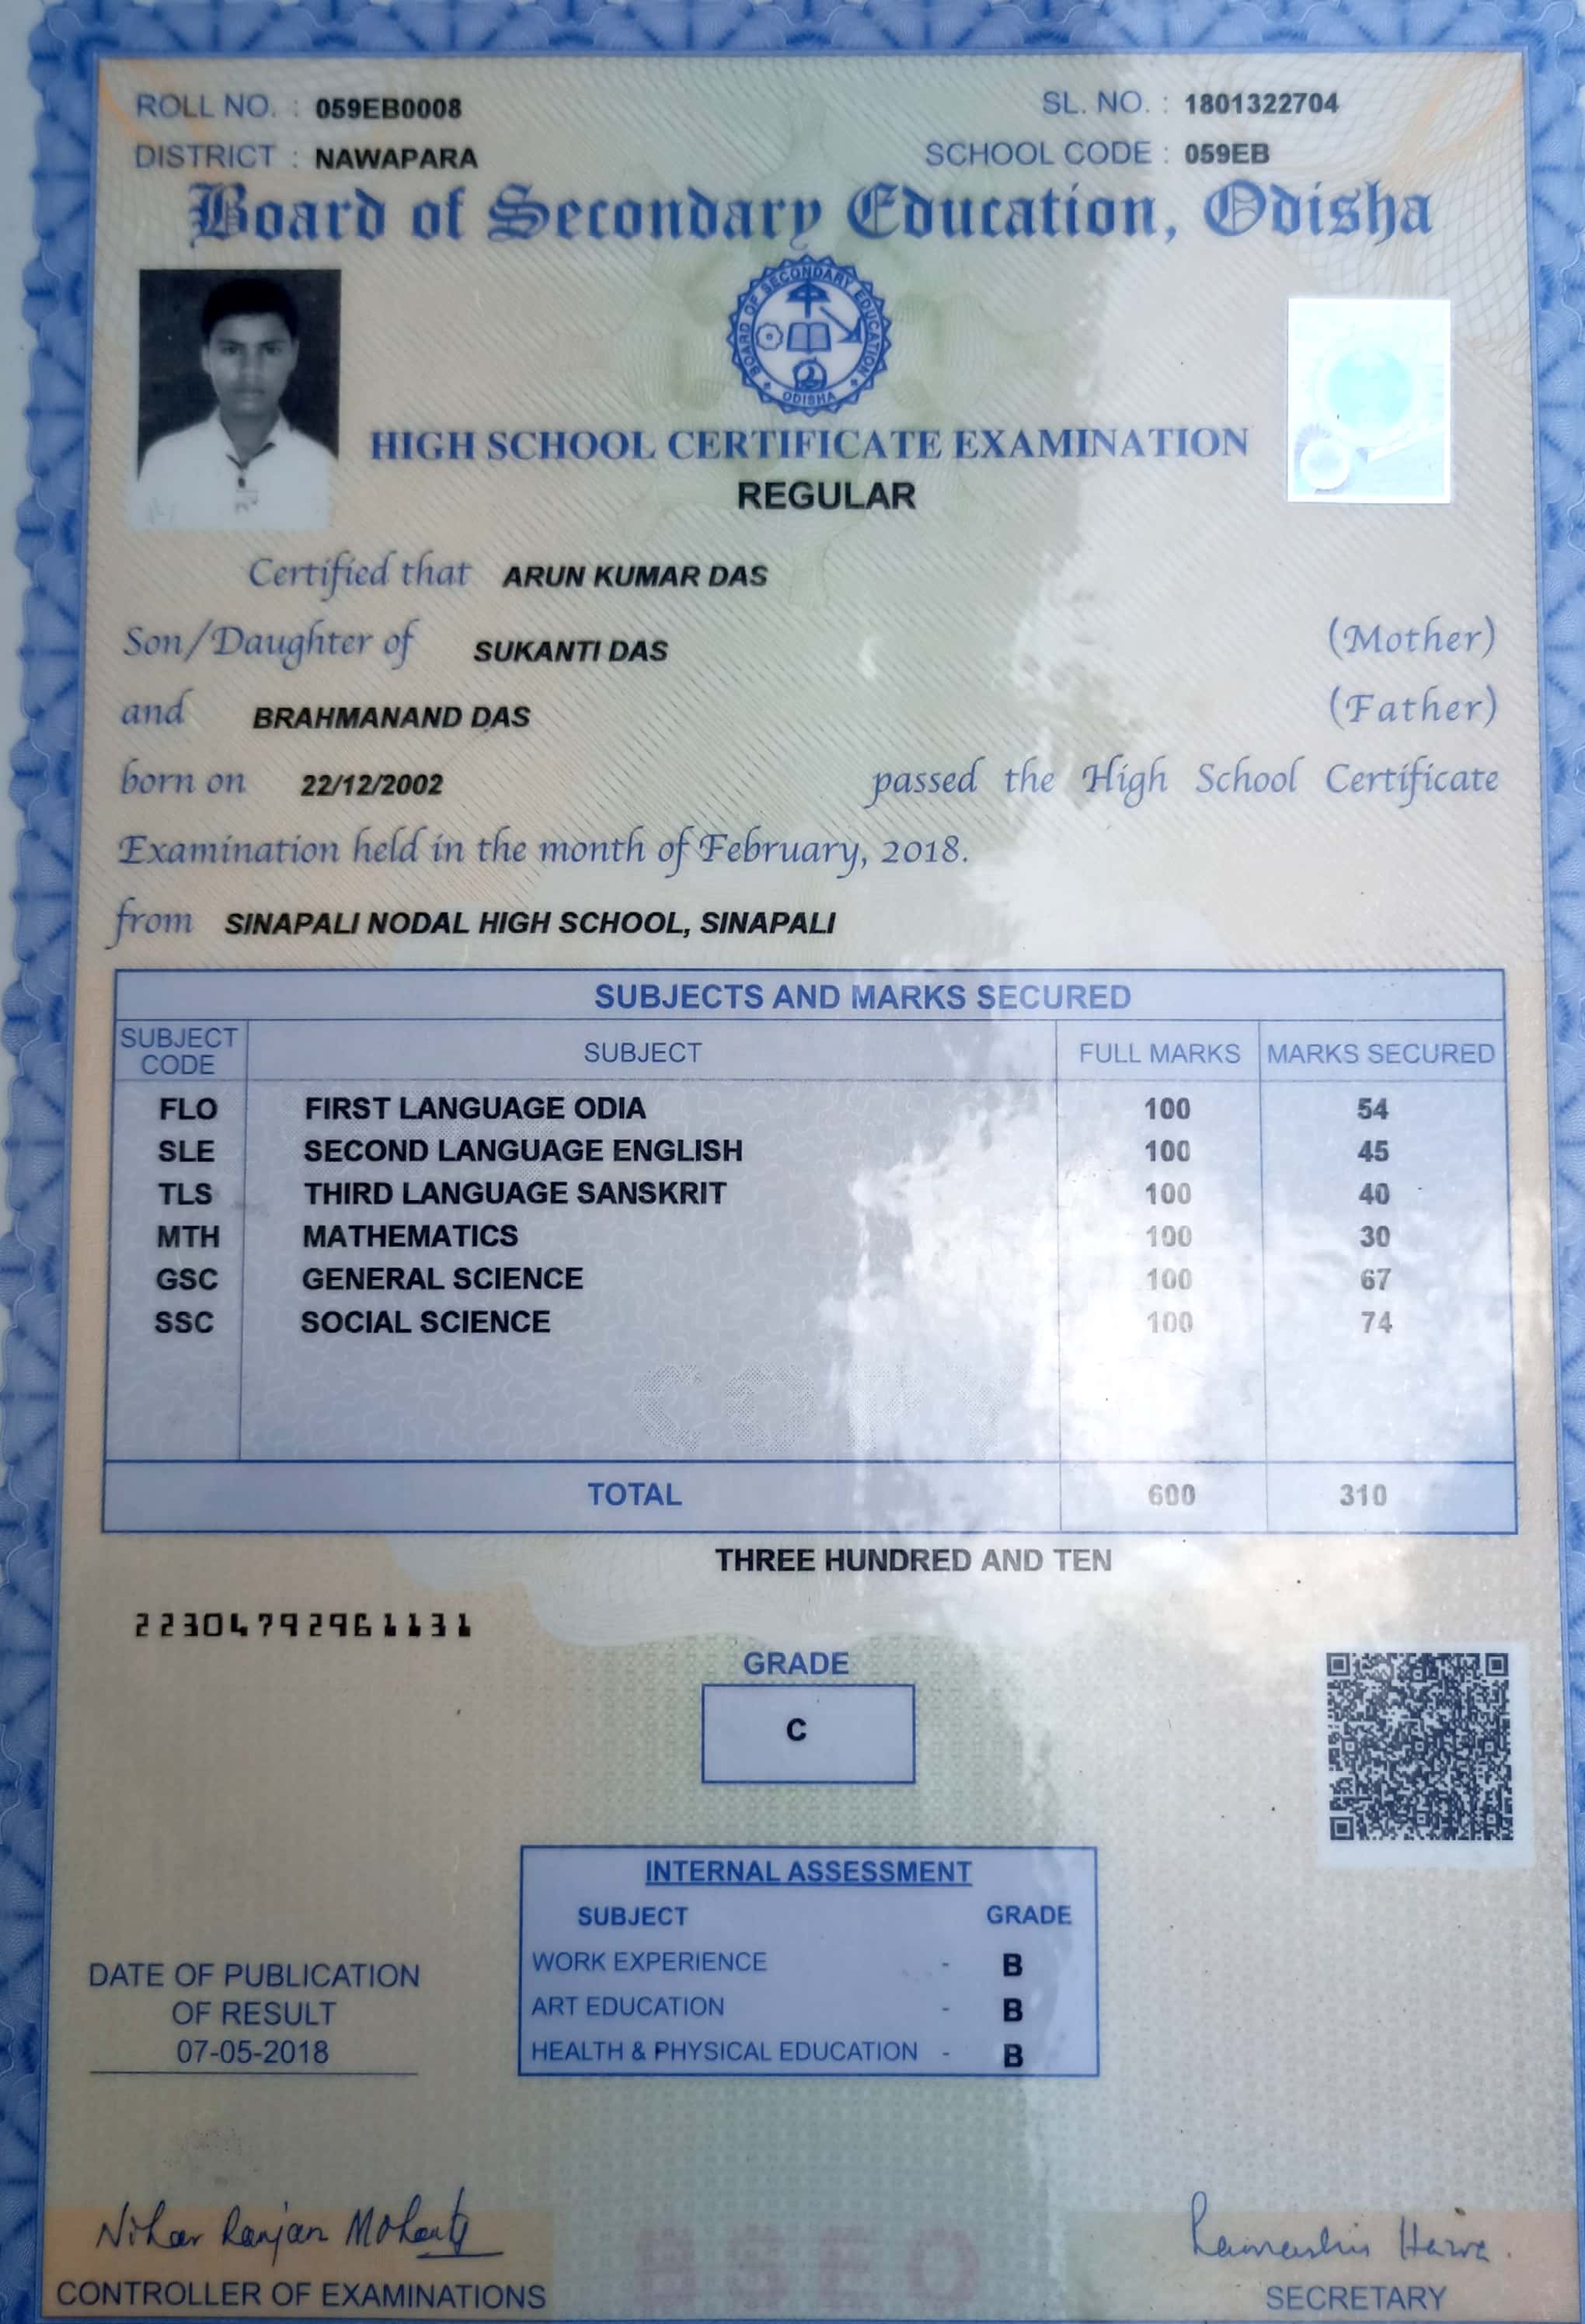 ROLL NO. : 059EB0008
SL. NO. : 1801322704
DISTRICT : NAWAPARA
SCHOOL CODE : 059EB
Board of Secondary Education, Odisha
BOARD OF SECONDARY EDUCATION
ODISHA
HIGH SCHOOL CERTIFICATE EXAMINATION
REGULAR
Certified that ARUN KUMAR DAS
Son/Daughter of SUKANTI DAS (Mother)
and BRAHMANAND DAS (Father)
born on 22/12/2002 passed the High School Certificate
Examination held in the month of February, 2018.
from SINAPALI NODAL HIGH SCHOOL, SINAPALI
SUBJECTS AND MARKS SECURED
SUBJECT CODE SUBJECT FULL MARKS MARKS SECURED
FLO FIRST LANGUAGE ODIA 100 54
SLE SECOND LANGUAGE ENGLISH 100 45
TLS THIRD LANGUAGE SANSKRIT 100 40
MTH MATHEMATICS 100 30
GSC GENERAL SCIENCE 100 67
SSC SOCIAL SCIENCE 100 74
COPY
TOTAL 600 310
THREE HUNDRED AND TEN
22304792961131
GRADE
C
INTERNAL ASSESSMENT
SUBJECT GRADE
WORK EXPERIENCE - B
ART EDUCATION - B
HEALTH & PHYSICAL EDUCATION - B
DATE OF PUBLICATION
OF RESULT
07-05-2018
Nihar Ranjan Mohanty
BSEO
CONTROLLER OF EXAMINATIONS
SECRETARY